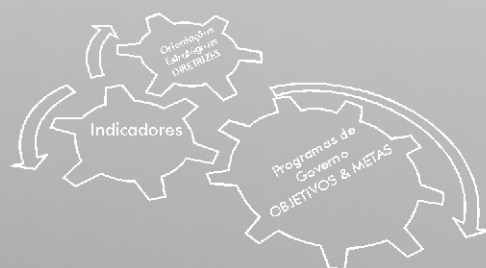 Orientações
Estratégicas
DIRETRIZES
Indicadores
Programas de
Governo
OBJETIVOS & METAS